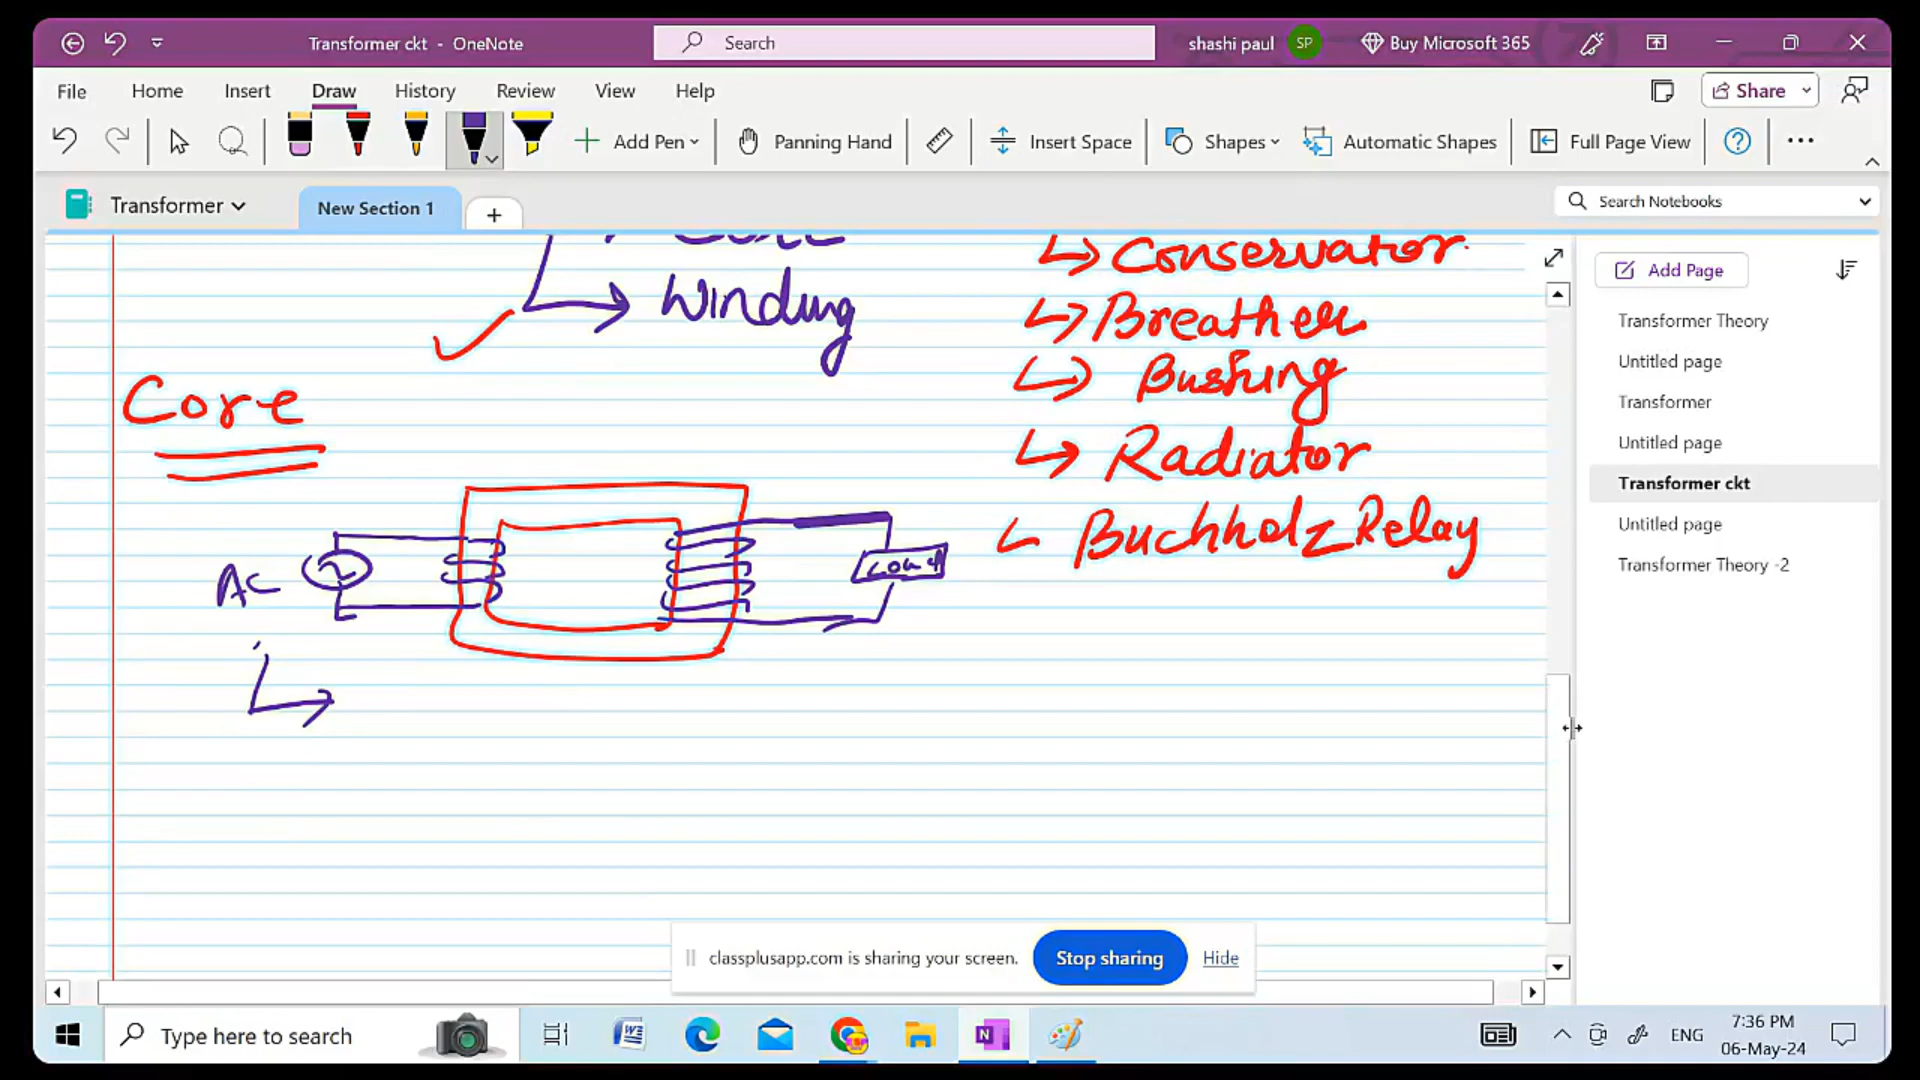 Transformer ckt - OneNote
Search
shashi paul
SP
Buy Microsoft 365
File
Home
Insert
Draw
History
Review
View
Help
Share
Add Pen
Panning Hand
Insert Space
Shapes
Automatic Shapes
Full Page View
Transformer
New Section 1
+
Search Notebooks
Add Page
Transformer Theory
Untitled page
Transformer
Untitled page
Transformer ckt
Untitled page
Transformer Theory -2
Winding
Conservator
Breather
Bushing
Radiator
Buchholz Relay
Core
AC
Load
classplusapp.com is sharing your screen.
Stop sharing
Hide
Type here to search
ENG
7:36 PM
06-May-24